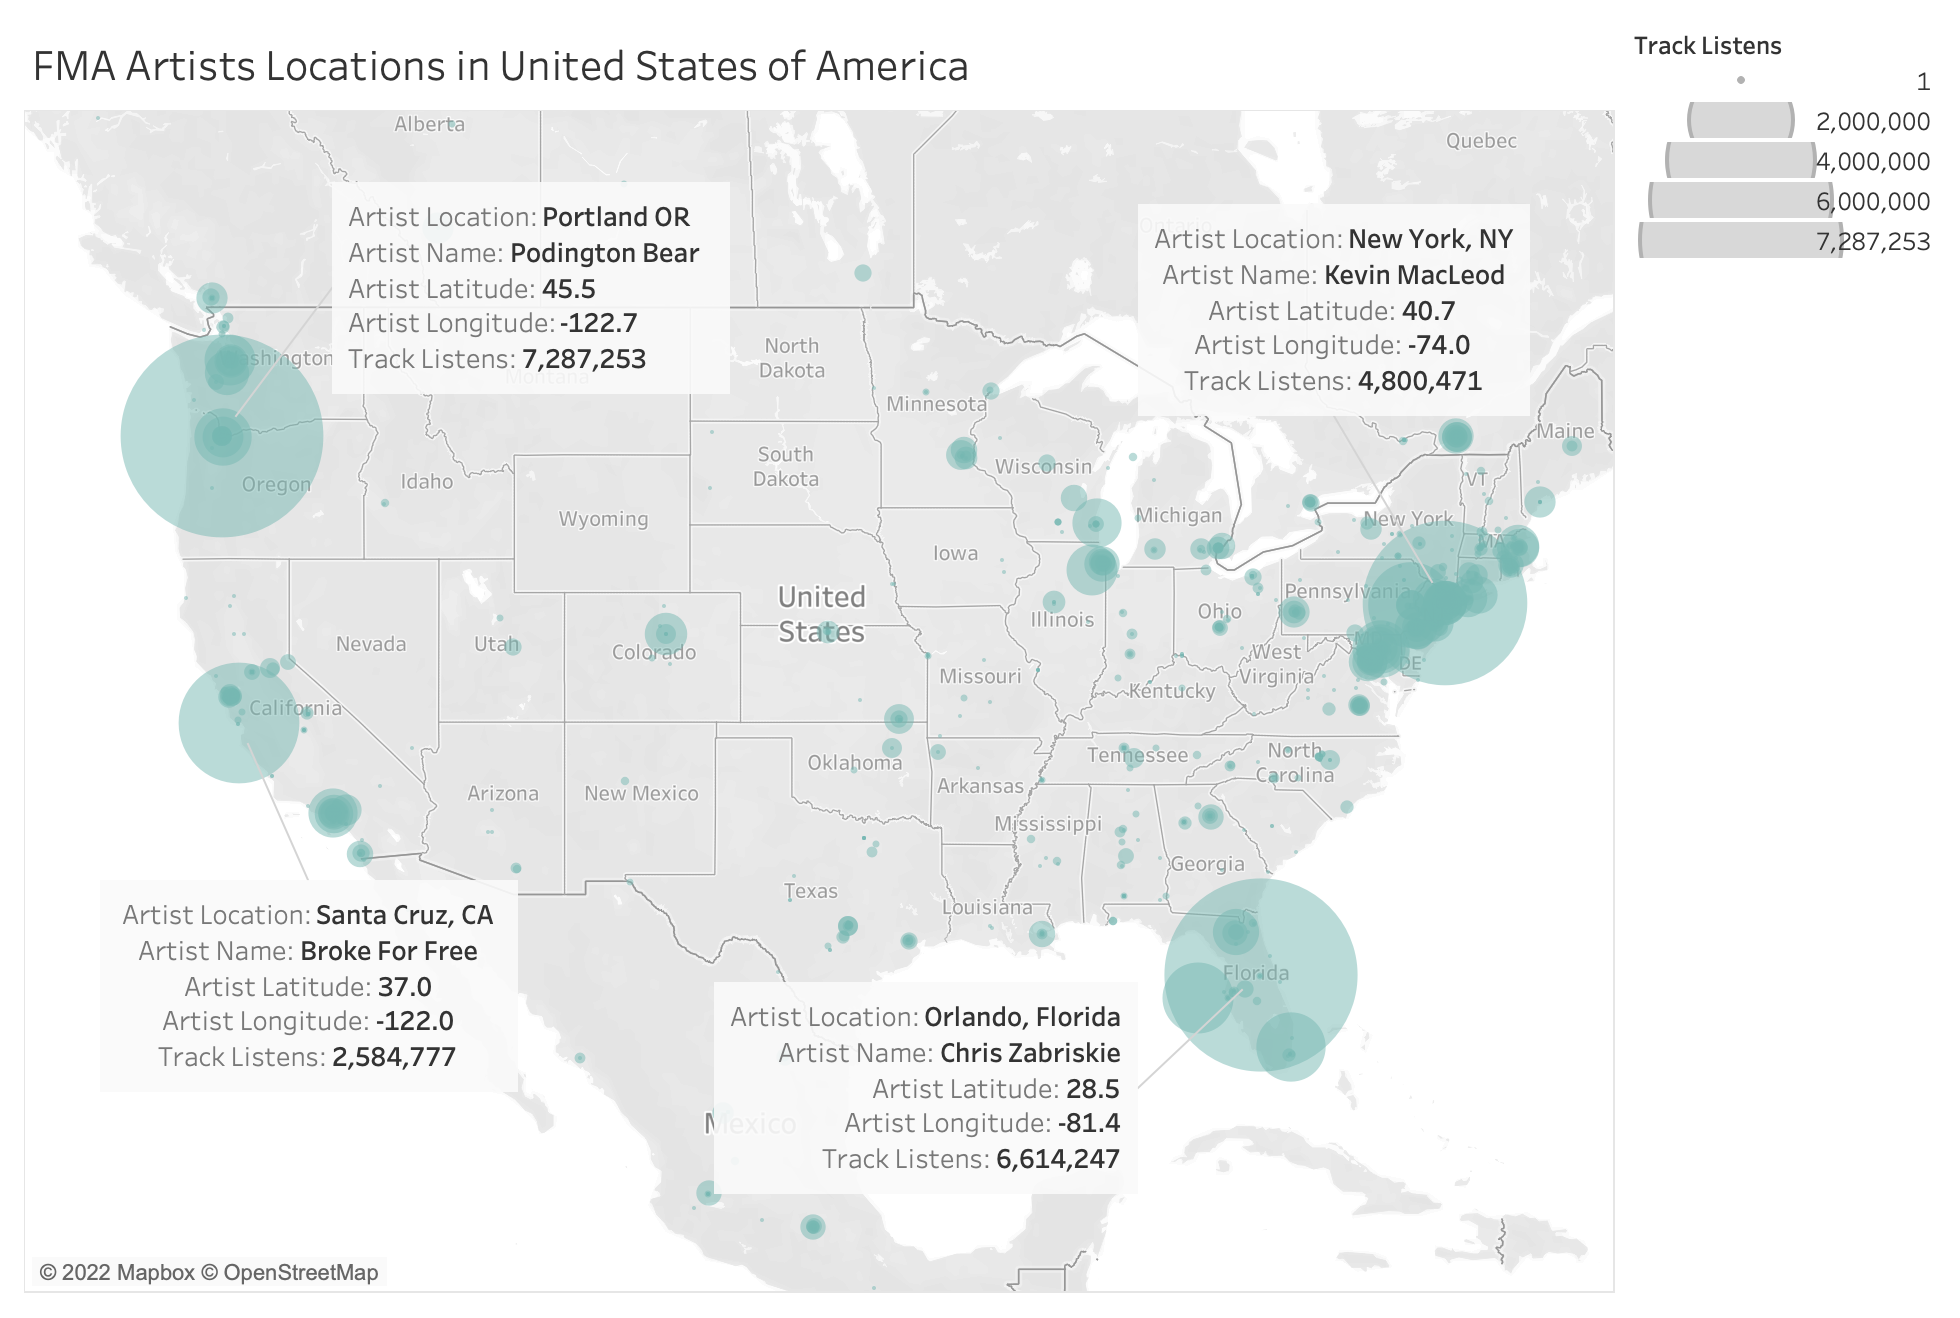 FMA Artists Locations in United States of America
Track Listens
1
2,000,000
4,000,000
6,000,000
7,287,253
Alberta
Quebec
Ontario
Artist Location: Portland OR
Artist Name: Podington Bear
Artist Latitude: 45.5
Artist Longitude: -122.7
Track Listens: 7,287,253
Artist Location: New York, NY
Artist Name: Kevin MacLeod
Artist Latitude: 40.7
Artist Longitude: -74.0
Track Listens: 4,800,471
Washington
Montana
North
Dakota
Minnesota
Maine
South
Dakota
Wisconsin
VT
Oregon
Idaho
Wyoming
Michigan
New York
MA
Iowa
United
States
Pennsylvania
Illinois
Ohio
Nevada
Utah
Colorado
West
Virginia
DE
Missouri
Kentucky
California
Oklahoma
Tennessee
North
Carolina
Arizona
New Mexico
Arkansas
Mississippi
Georgia
Texas
Louisiana
Florida
Artist Location: Santa Cruz, CA
Artist Name: Broke For Free
Artist Latitude: 37.0
Artist Longitude: -122.0
Track Listens: 2,584,777
Artist Location: Orlando, Florida
Artist Name: Chris Zabriskie
Artist Latitude: 28.5
Artist Longitude: -81.4
Track Listens: 6,614,247
Mexico
© 2022 Mapbox © OpenStreetMap